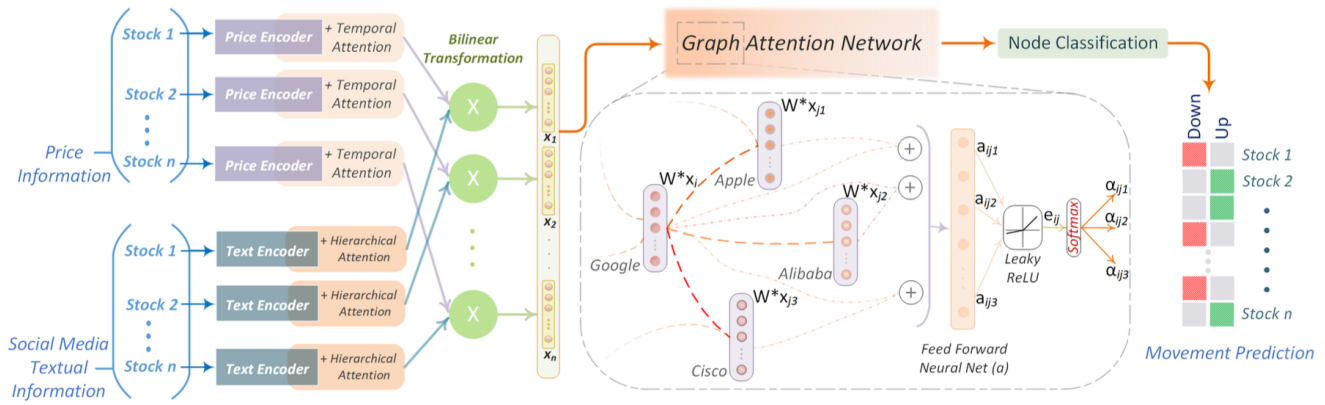 Price
Information
Stock 1
Stock 2
Stock n
Price Encoder
+ Temporal
Attention
Price Encoder
+ Temporal
Attention
Price Encoder
+ Temporal
Attention
Social Media
Textual
Information
Stock 1
Stock 2
Stock n
Text Encoder
+ Hierarchical
Attention
Text Encoder
+ Hierarchical
Attention
Text Encoder
+ Hierarchical
Attention
Bilinear
Transformation
X
X
X
x1
x2
xn
Graph Attention Network
Node Classification
W*xi
Google
W*xj1
Apple
W*xj2
Alibaba
W*xj3
Cisco
+
+
+
Feed Forward
Neural Net (a)
aij1
aij2
aij3
Leaky
ReLU
eij
Softmax
αij1
αij2
αij3
Down
Up
Stock 1
Stock 2
Stock n
Movement Prediction